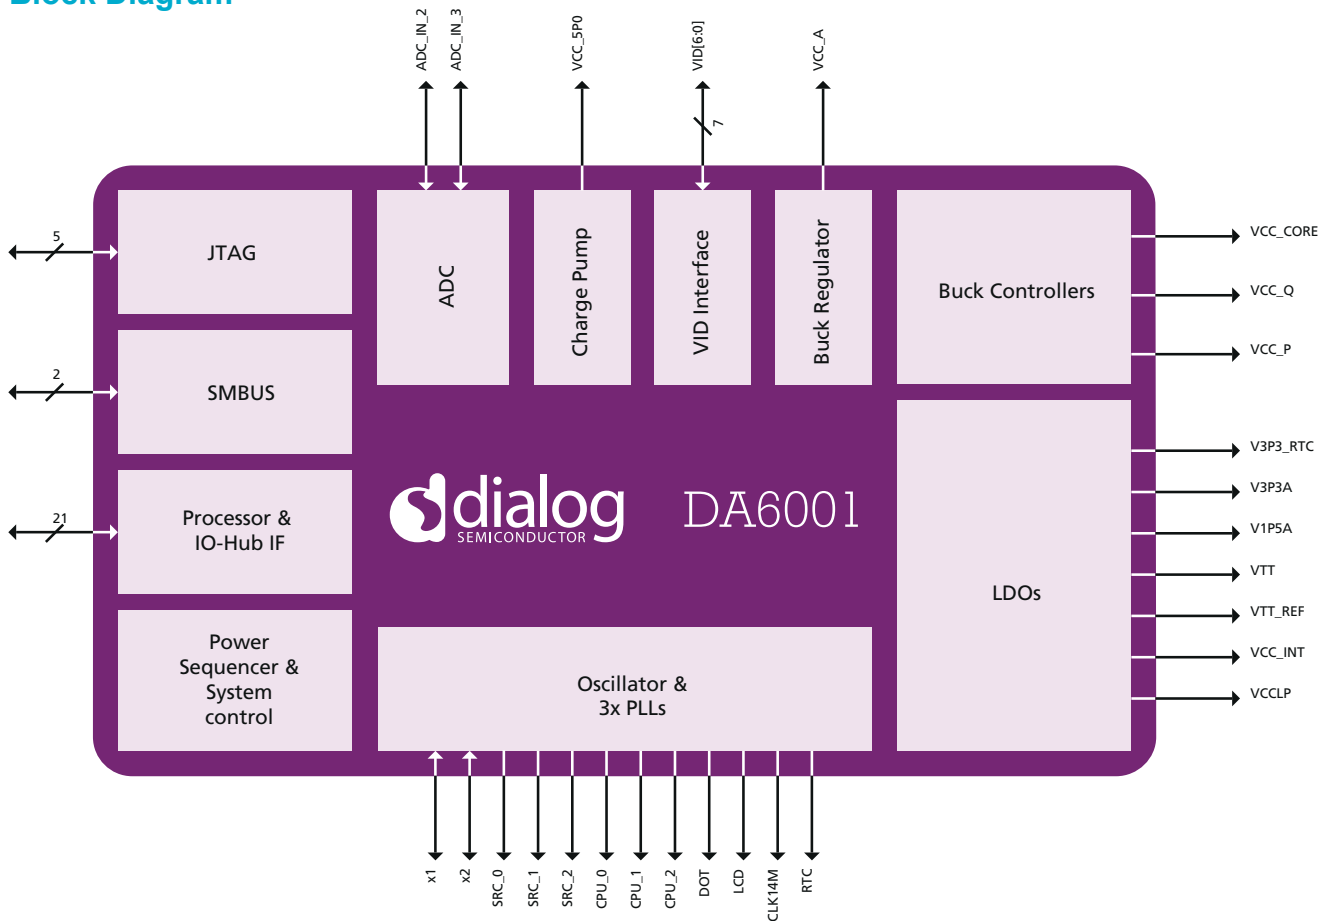 Block Diagram
ADC_IN_2
ADC_IN_3
VCC_5P0
VID[6:0]
VCC_A
7
5
JTAG
ADC
Charge Pump
VID Interface
Buck Regulator
Buck Controllers
VCC_CORE
VCC_Q
VCC_P
2
SMBUS
21
Processor &
IO-Hub IF
dialog
SEMICONDUCTOR
DA6001
LDOs
V3P3_RTC
V3P3A
V1P5A
VTT
VTT_REF
VCC_INT
VCCLP
Power
Sequencer &
System
control
Oscillator &
3x PLLs
x1
x2
SRC_0
SRC_1
SRC_2
CPU_0
CPU_1
CPU_2
DOT
LCD
CLK14M
RTC